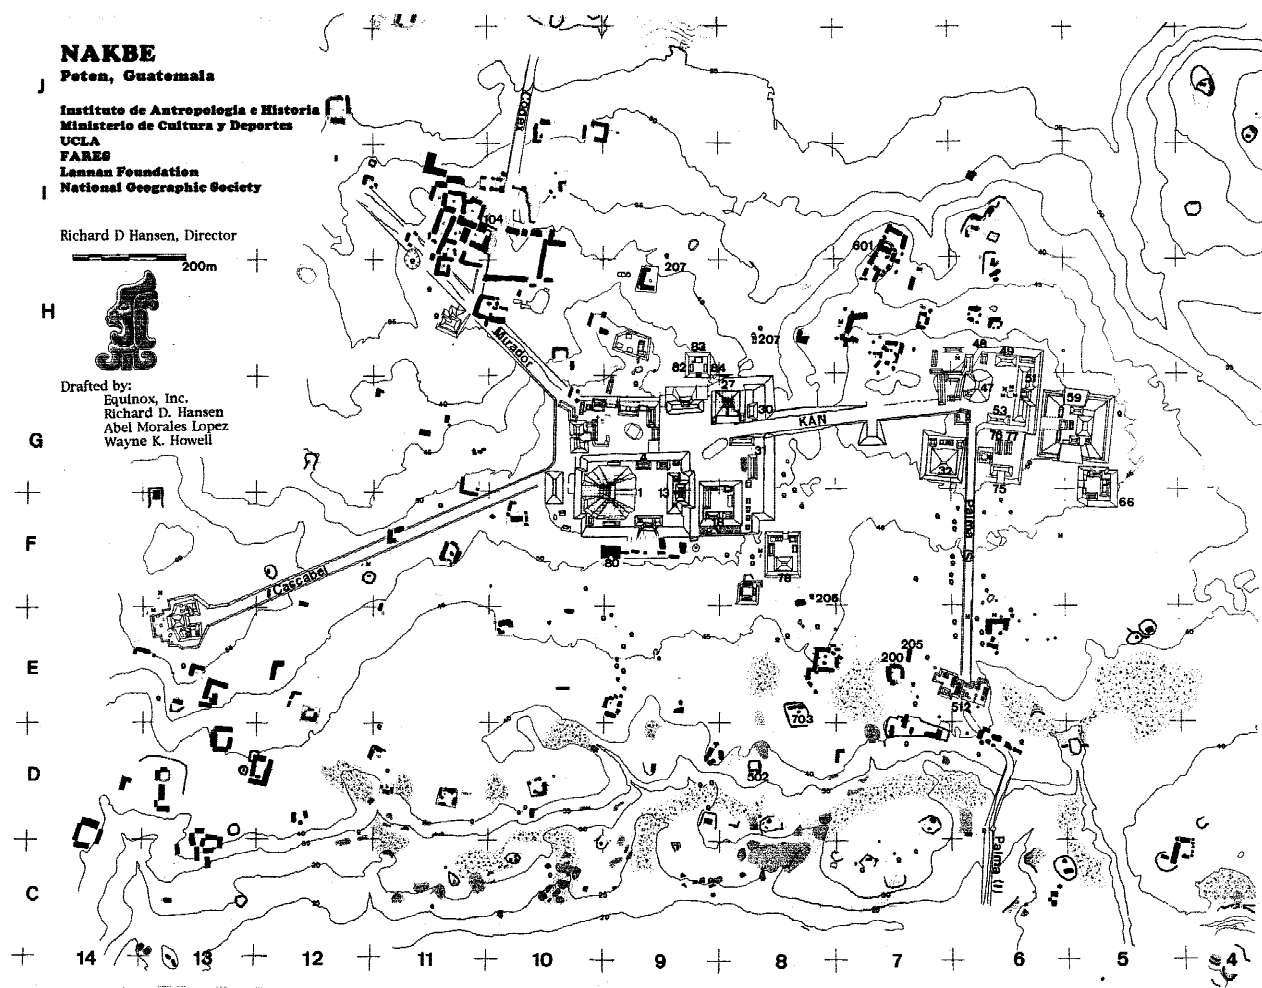 NAKBE
Peten, Guatemala
Instituto de Antropologia e Historia
Ministerio de Cultura y Deportes
UCLA
FARES
Lannan Foundation
National Geographic Society
Richard D Hansen, Director
200m
Drafted by:
Equinox, Inc.
Richard D. Hansen
Abel Morales Lopez
Wayne K. Howell
J
I
H
G
F
E
D
C
Codex
104
207
601
Mirador
83
82
84
207
27
30
48
49
47
51
59
53
KAN
76
77
4
31
1
13
32
75
66
Palma S
80
78
Cascabel
206
205
200
512
703
502
Palma (J)
14
13
12
11
10
9
8
7
6
5
4